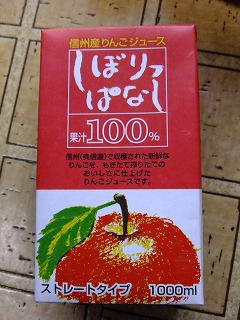 信州産りんごジュース
しぼりっ
ぱなし
果汁100%
信州(奥信濃)で収穫された新鮮な
りんごを、もぎたて搾りたての
おいしさに仕上げた
りんごジュースです。
ストレートタイプ 1000ml